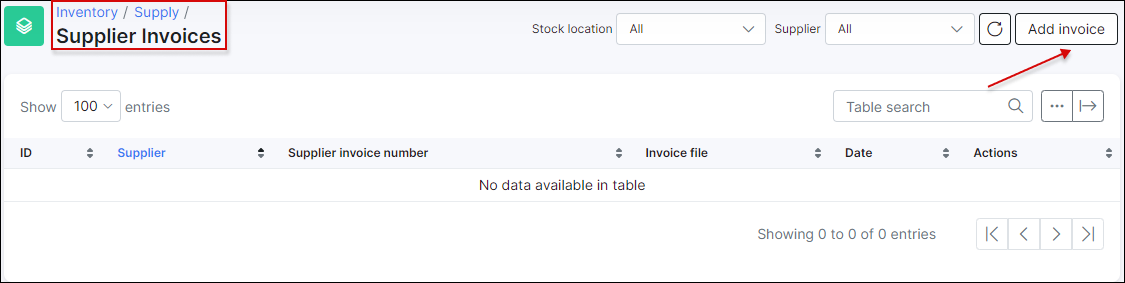 Inventory / Supply /
Supplier Invoices
Stock location All Supplier All Add invoice
Show 100 entries Table search
ID Supplier Supplier invoice number Invoice file Date Actions
No data available in table
Showing 0 to 0 of 0 entries